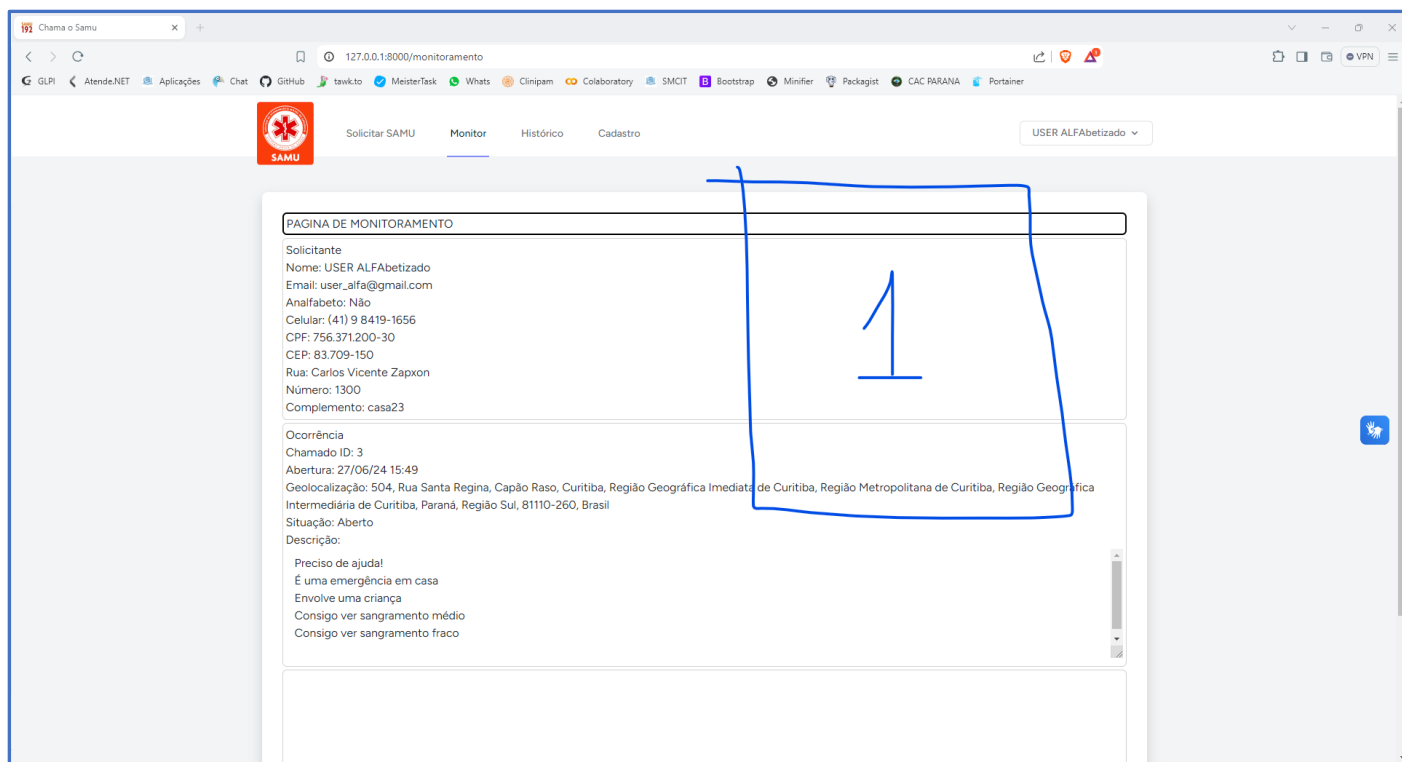 Chama o Samu
127.0.0.1:8000/monitoramento
VPN
GLPI Atende.NET Aplicações Chat GitHub tawk.to MeisterTask Whats Clinipam Colaboratory SMCIT Bootstrap Minifier Packagist CAC PARANA Portainer
SAMU
Solicitar SAMU Monitor Histórico Cadastro USER ALFAbetizado
PAGINA DE MONITORAMENTO
Solicitante
Nome: USER ALFAbetizado
Email: user_alfa@gmail.com
Analfabeto: Não
Celular: (41) 9 8419-1656
CPF: 756.371.200-30
CEP: 83.709-150
Rua: Carlos Vicente Zapxon
Número: 1300
Complemento: casa23
1
Ocorrência
Chamado ID: 3
Abertura: 27/06/24 15:49
Geolocalização: 504, Rua Santa Regina, Capão Raso, Curitiba, Região Geográfica Imediata de Curitiba, Região Metropolitana de Curitiba, Região Geográfica
Intermediária de Curitiba, Paraná, Região Sul, 81110-260, Brasil
Situação: Aberto
Descrição:
Preciso de ajuda!
É uma emergência em casa
Envolve uma criança
Consigo ver sangramento médio
Consigo ver sangramento fraco